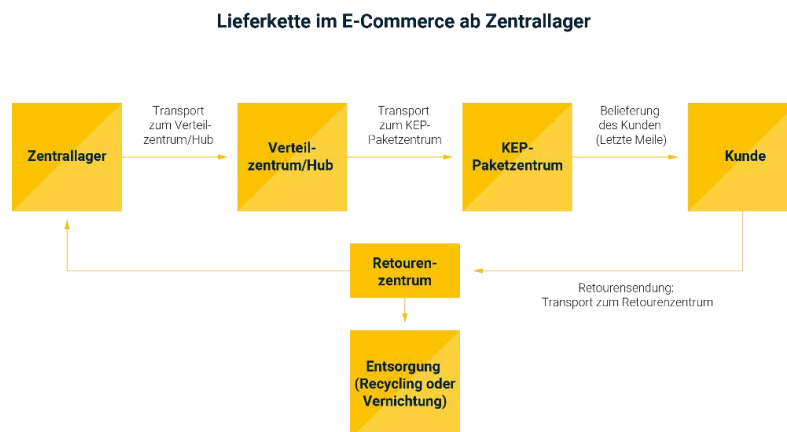 Lieferkette im E-Commerce ab Zentrallager
Zentrallager
Transport
zum Verteil-
zentrum/Hub
Verteil-
zentrum/Hub
Transport
zum KEP-
Paketzentrum
KEP-
Paketzentrum
Belieferung
des Kunden
(Letzte Meile)
Kunde
Retouren-
zentrum
Retourensendung:
Transport zum Retourenzentrum
Entsorgung
(Recycling oder
Vernichtung)